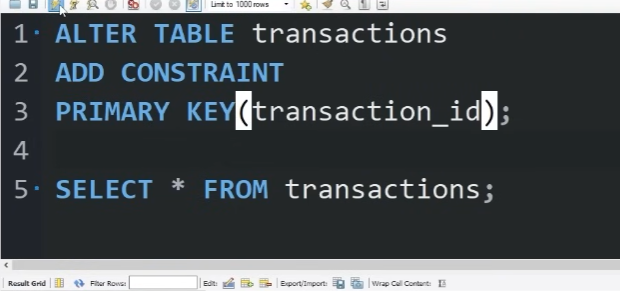 Limit to 1000 rows
1 ALTER TABLE transactions
2 ADD CONSTRAINT
3 PRIMARY KEY(transaction_id);
4
5 SELECT * FROM transactions;
Result Grid Filter Rows: Edit: Export/Import: Wrap Cell Content: